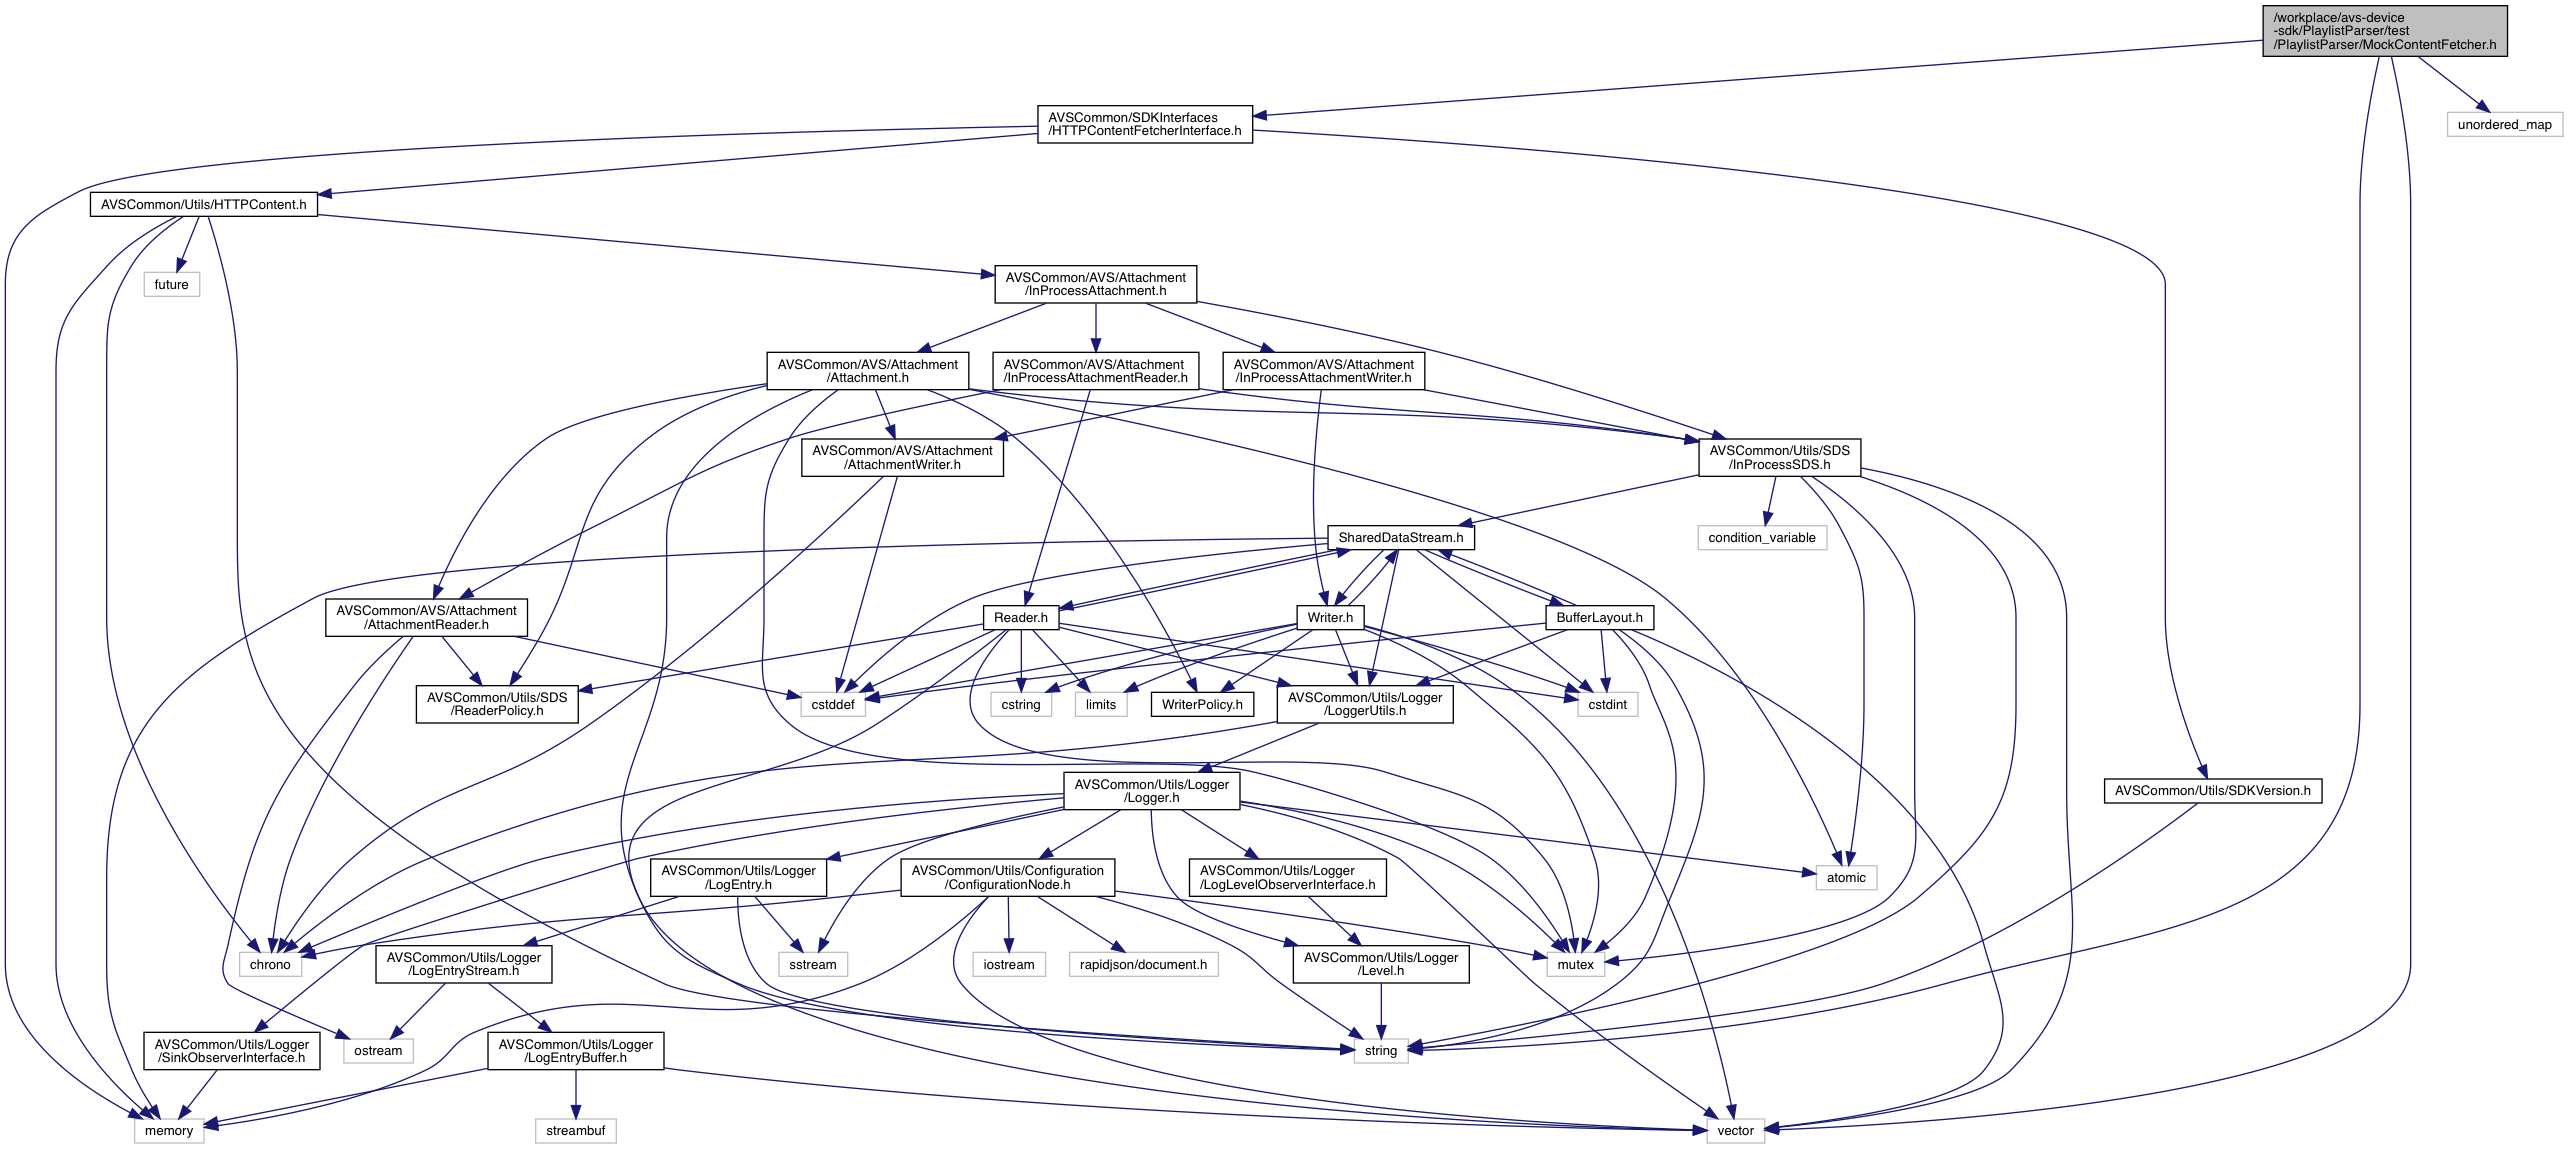 /workplace/avs-device
-sdk/PlaylistParser/test
/PlaylistParser/MockContentFetcher.h
AVSCommon/SDKInterfaces
/HTTPContentFetcherInterface.h
unordered_map
AVSCommon/Utils/HTTPContent.h
future
AVSCommon/AVS/Attachment
/InProcessAttachment.h
AVSCommon/AVS/Attachment
/Attachment.h
AVSCommon/AVS/Attachment
/InProcessAttachmentReader.h
AVSCommon/AVS/Attachment
/InProcessAttachmentWriter.h
AVSCommon/AVS/Attachment
/AttachmentWriter.h
AVSCommon/Utils/SDS
/InProcessSDS.h
SharedDataStream.h
condition_variable
AVSCommon/AVS/Attachment
/AttachmentReader.h
Reader.h
Writer.h
BufferLayout.h
AVSCommon/Utils/SDS
/ReaderPolicy.h
cstddef
cstring
limits
WriterPolicy.h
AVSCommon/Utils/Logger
/LoggerUtils.h
cstdint
AVSCommon/Utils/Logger
/Logger.h
AVSCommon/Utils/SDKVersion.h
AVSCommon/Utils/Logger
/LogEntry.h
AVSCommon/Utils/Configuration
/ConfigurationNode.h
AVSCommon/Utils/Logger
/LogLevelObserverInterface.h
atomic
chrono
AVSCommon/Utils/Logger
/LogEntryStream.h
sstream
iostream
rapidjson/document.h
AVSCommon/Utils/Logger
/Level.h
mutex
AVSCommon/Utils/Logger
/SinkObserverInterface.h
ostream
AVSCommon/Utils/Logger
/LogEntryBuffer.h
string
memory
streambuf
vector